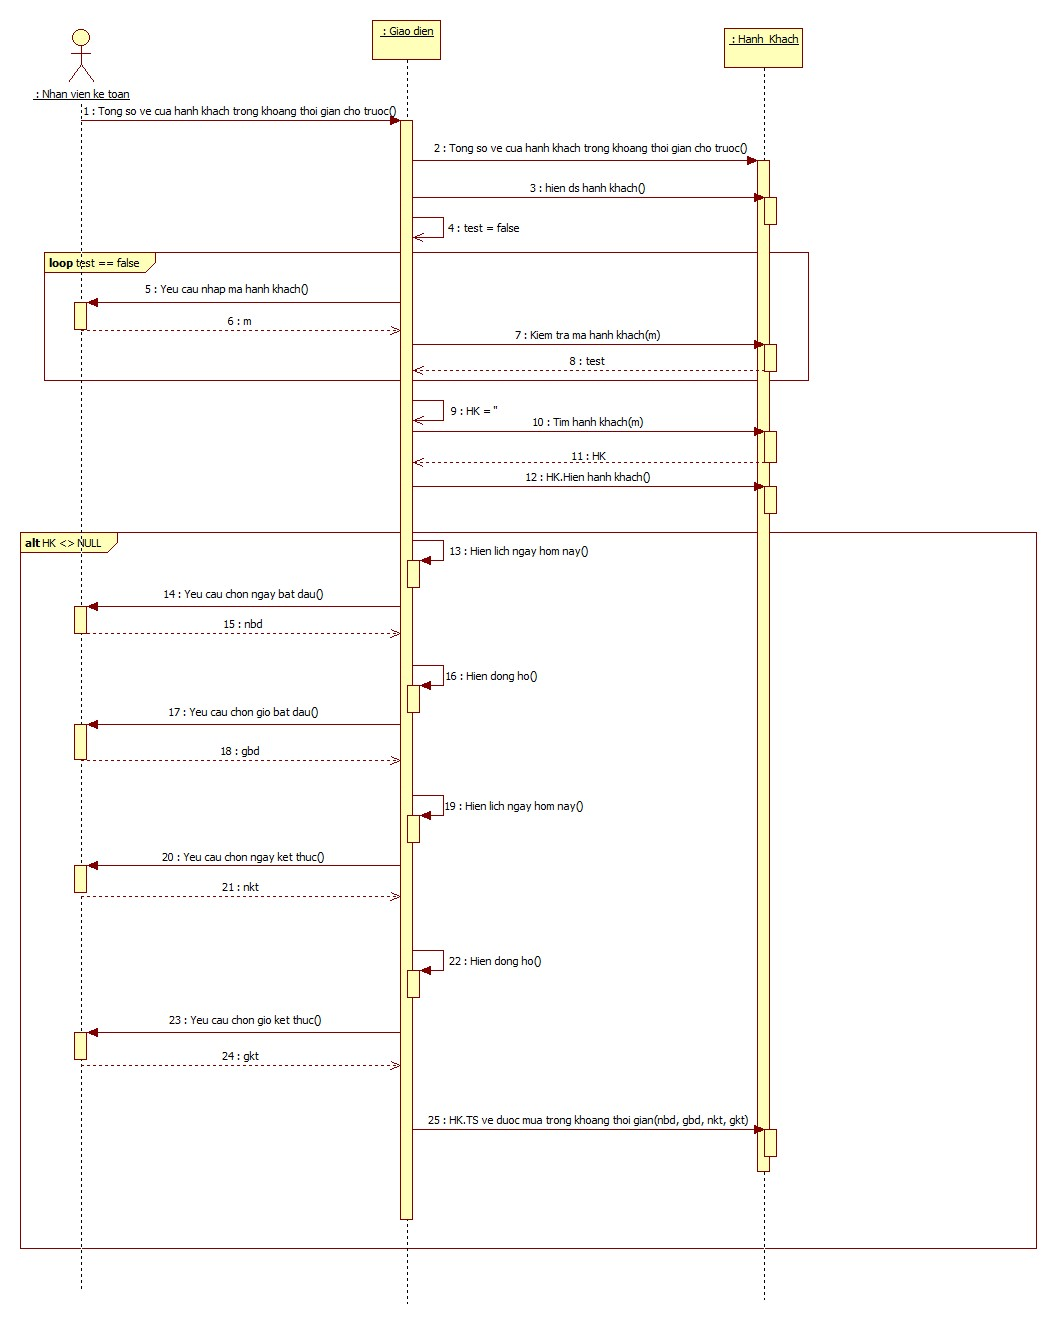 : Giao dien
: Hanh_Khach
: Nhan vien ke toan
1 : Tong so ve cua hanh khach trong khoang thoi gian cho truoc()
2 : Tong so ve cua hanh khach trong khoang thoi gian cho truoc()
3 : hien ds hanh khach()
4 : test = false
loop test == false
5 : Yeu cau nhap ma hanh khach()
6 : m
7 : Kiem tra ma hanh khach(m)
8 : test
9 : HK = ''
10 : Tim hanh khach(m)
11 : HK
12 : HK.Hien hanh khach()
alt HK <> NULL
13 : Hien lich ngay hom nay()
14 : Yeu cau chon ngay bat dau()
15 : nbd
16 : Hien dong ho()
17 : Yeu cau chon gio bat dau()
18 : gbd
19 : Hien lich ngay hom nay()
20 : Yeu cau chon ngay ket thuc()
21 : nkt
22 : Hien dong ho()
23 : Yeu cau chon gio ket thuc()
24 : gkt
25 : HK.TS ve duoc mua trong khoang thoi gian(nbd, gbd, nkt, gkt)